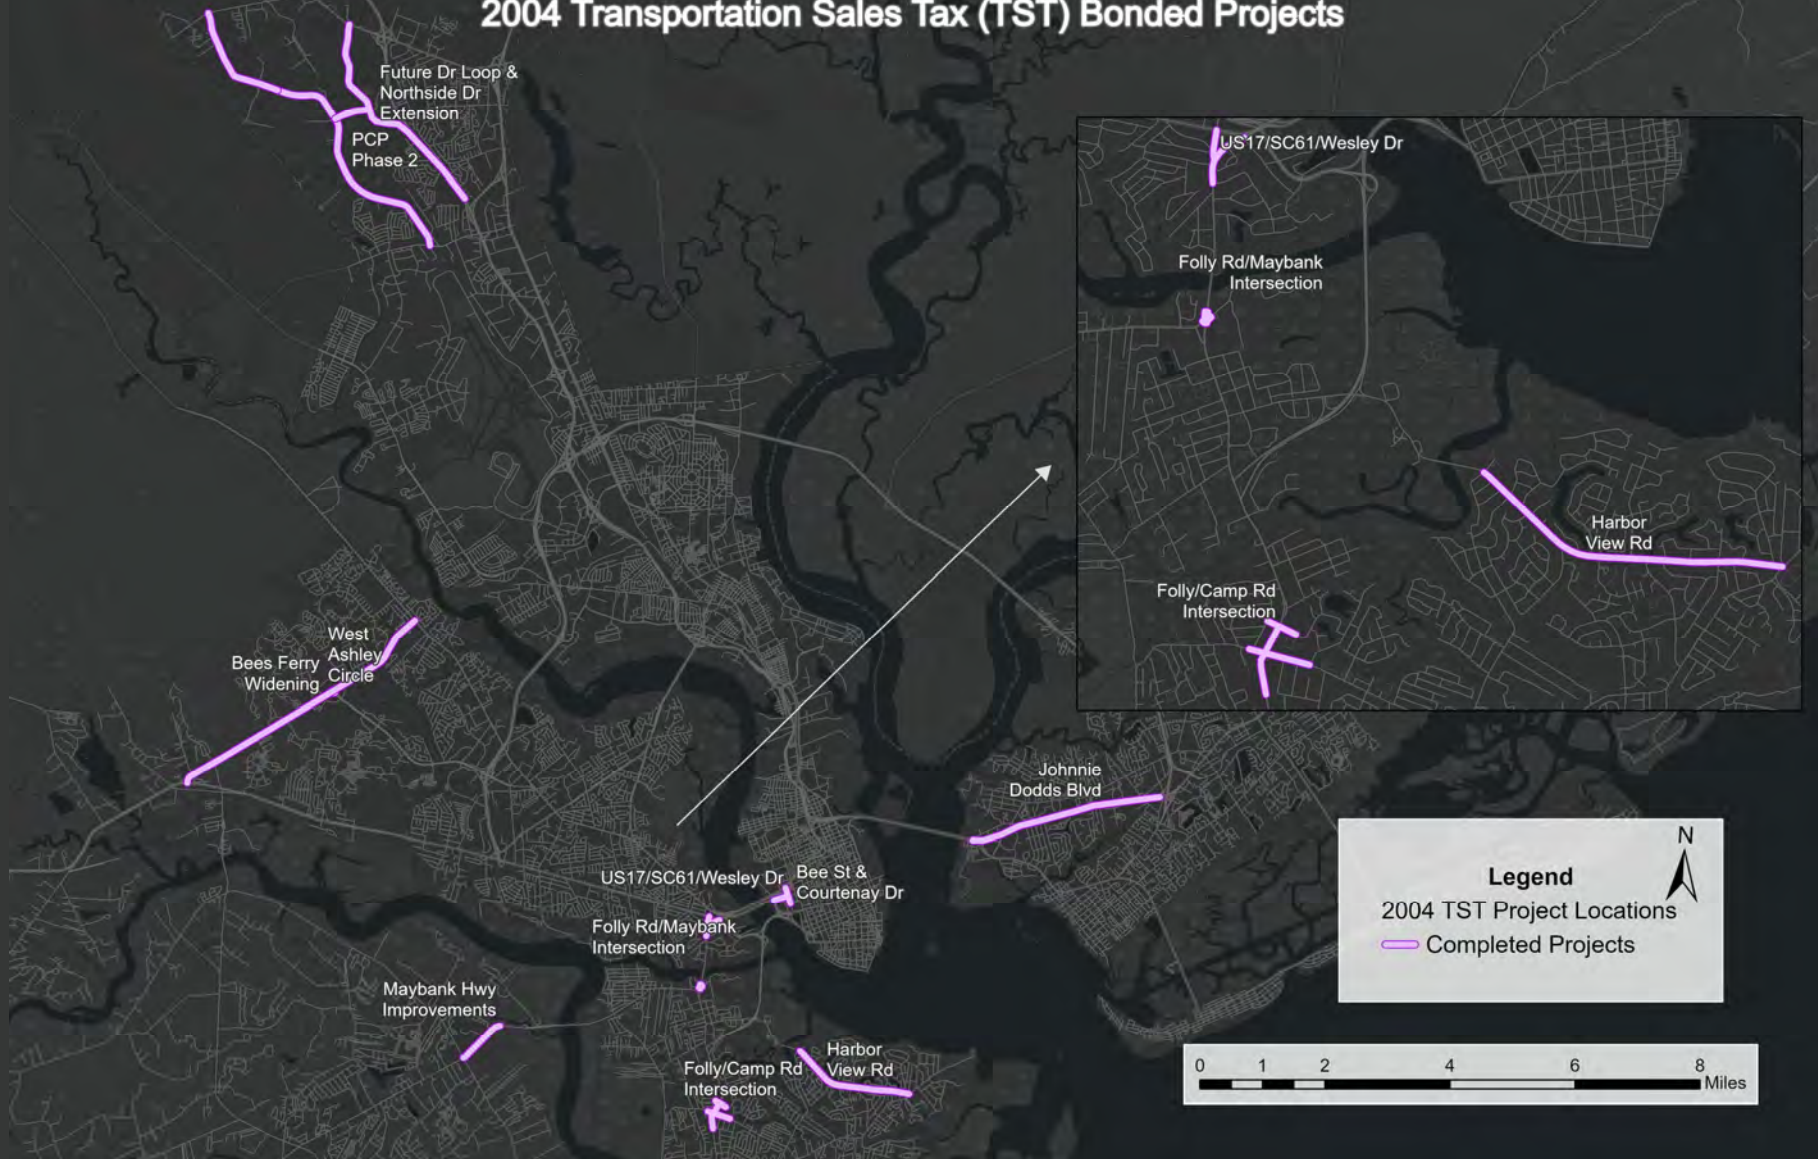 2004 Transportation Sales Tax (TST) Bonded Projects
Future Dr Loop &
Northside Dr
Extension
PCP
Phase 2
US17/SC61/Wesley Dr
Folly Rd/Maybank
Intersection
Harbor
View Rd
Folly/Camp Rd
Intersection
West
Ashley
Circle
Bees Ferry
Widening
Johnnie
Dodds Blvd
US17/SC61/Wesley Dr
Bee St &
Courtenay Dr
Folly Rd/Maybank
Intersection
Maybank Hwy
Improvements
Folly/Camp Rd
Intersection
Harbor
View Rd
N
Legend
2004 TST Project Locations
Completed Projects
0 1 2 4 6 8
Miles